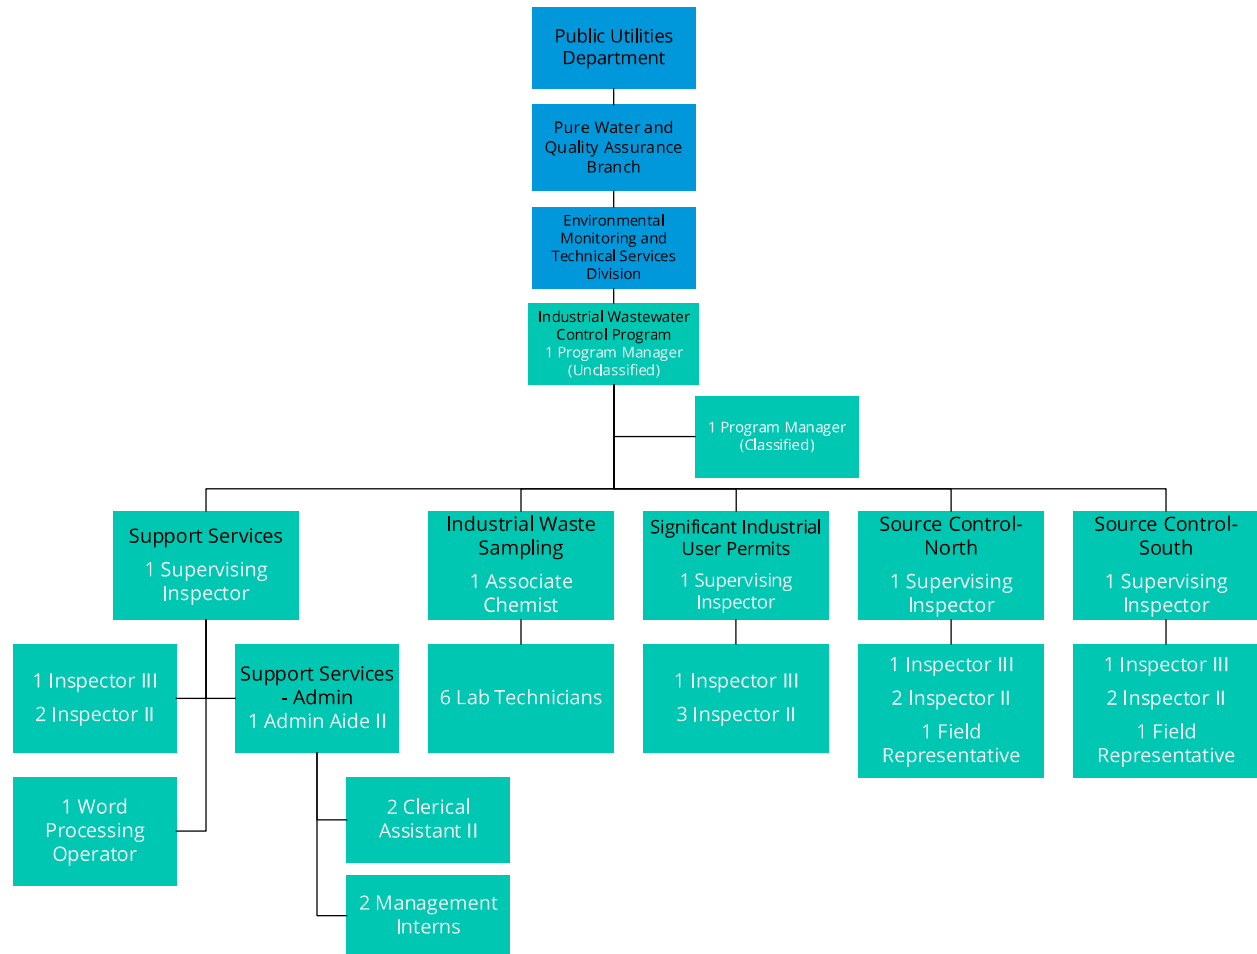 Public Utilities
Department
Pure Water and
Quality Assurance
Branch
Environmental
Monitoring and
Technical Services
Division
Industrial Wastewater
Control Program
1 Program Manager
(Unclassified)
1 Program Manager
(Classified)
Support Services
1 Supervising
Inspector
Industrial Waste
Sampling
1 Associate
Chemist
Significant Industrial
User Permits
1 Supervising
Inspector
Source Control-
North
1 Supervising
Inspector
Source Control-
South
1 Supervising
Inspector
1 Inspector III
2 Inspector II
Support Services
- Admin
1 Admin Aide II
6 Lab Technicians
1 Inspector III
3 Inspector II
1 Inspector III
2 Inspector II
1 Field
Representative
1 Inspector III
2 Inspector II
1 Field
Representative
1 Word
Processing
Operator
2 Clerical
Assistant II
2 Management
Interns